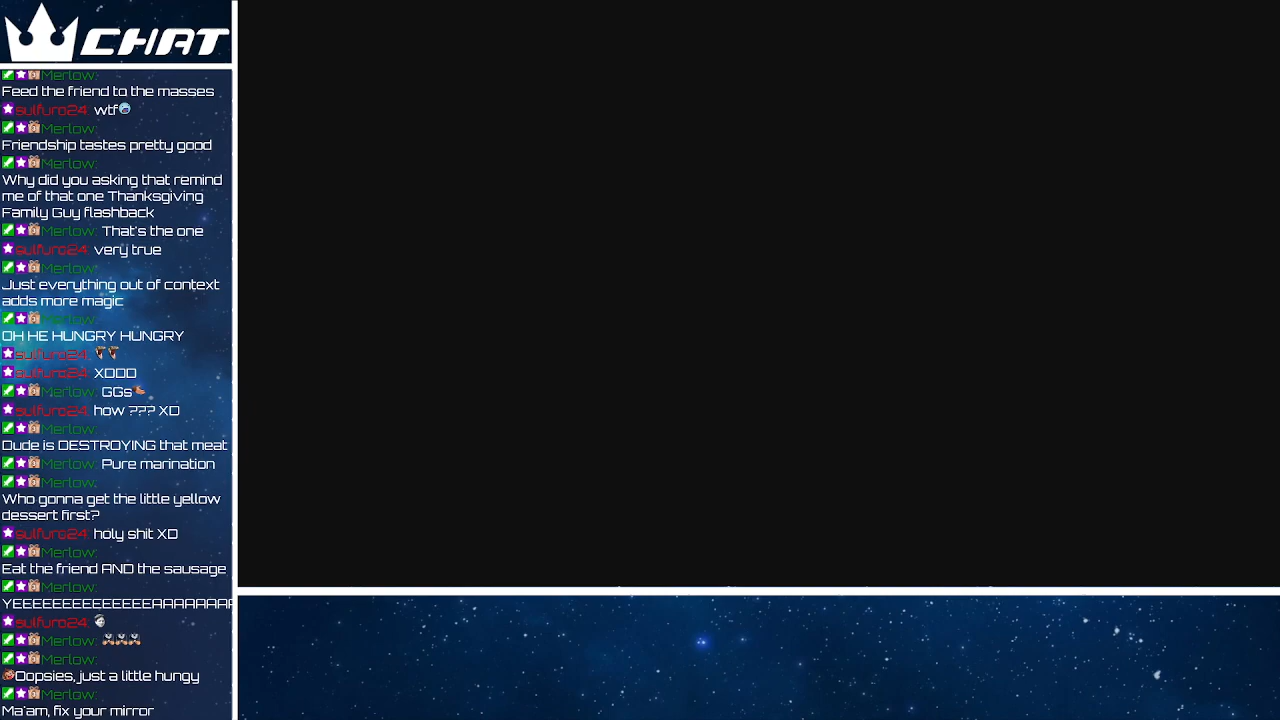 CHAT
Merlow:
Feed the friend to the masses
sulfuro24: wtf
Merlow:
Friendship tastes pretty good
Merlow:
Why did you asking that remind
me of that one Thanksgiving
Family Guy flashback
Merlow: That's the one
sulfuro24: very true
Merlow:
Just everything out of context
adds more magic
Merlow:
OH HE HUNGRY HUNGRY
sulfuro24:
sulfuro24: XDDD
Merlow: GGs
sulfuro24: how ??? XD
Merlow:
Dude is DESTROYING that meat
Merlow: Pure marination
Merlow:
Who gonna get the little yellow
dessert first?
sulfuro24: holy shit XD
Merlow:
Eat the friend AND the sausage
Merlow:
YEEEEEEEEEEEEEAAAAAAAA
sulfuro24:
Merlow:
Merlow:
Oopsies, just a little hungy
Merlow:
Ma'am, fix your mirror